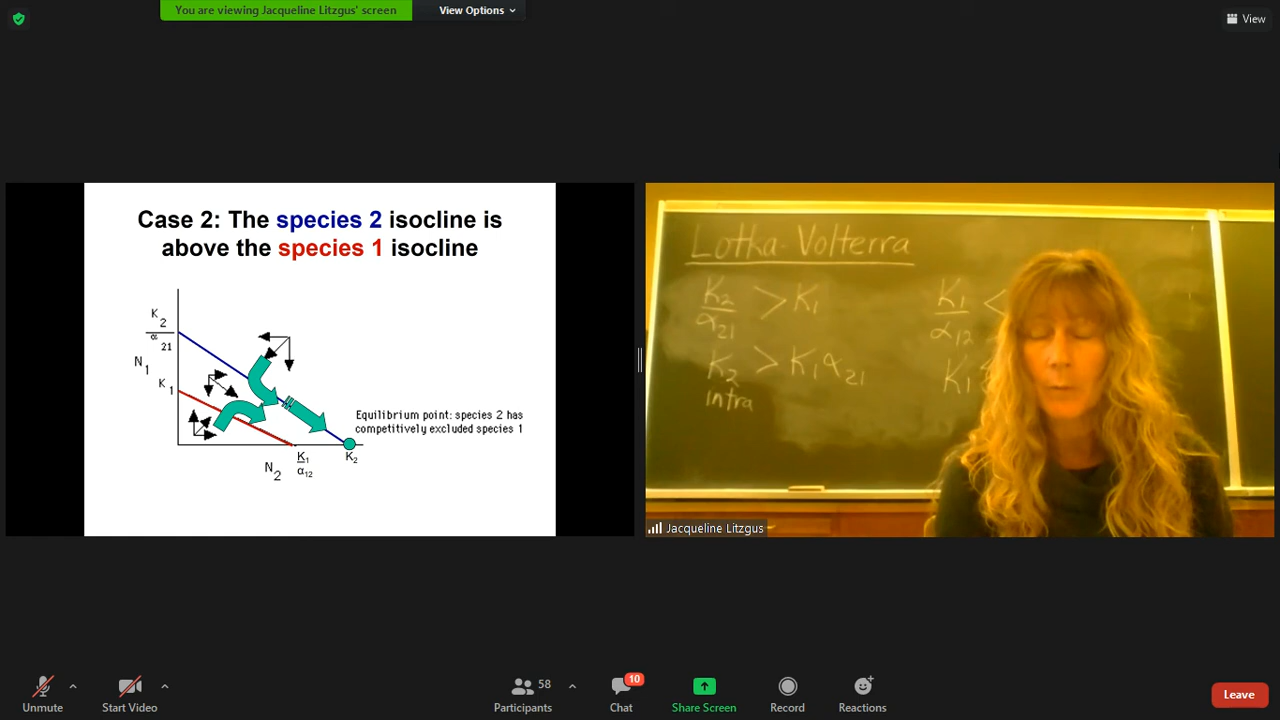 You are viewing Jacqueline Litzgus' screen
View Options
View
Case 2: The species 2 isocline is
above the species 1 isocline
K2
α21
N1
K1
Equilibrium point: species 2 has
competitively excluded species 1
N2
K1
α12
K2
Lotka-Volterra
K2 > K1
α21
K1 <
α12
K2 > K1 α21
K1
intra
Jacqueline Litzgus
Unmute
Start Video
58
Participants
10
Chat
Share Screen
Record
Reactions
Leave